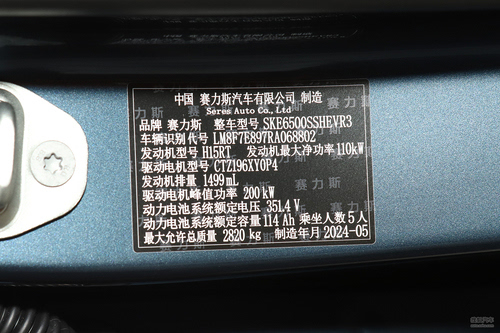 中国 赛力斯汽车有限公司 制造
Seres Auto Co., Ltd
品牌 赛力斯 整车型号 SKE6500SSHEVR3
车辆识别代号 LM8F7E897RA068802
发动机型号 H15RT 发动机最大净功率 110kW
驱动电机型号 CTZ196XY0P4
发动机排量 1499mL
驱动电机峰值功率 200kW
动力电池系统额定电压 351.4 V
动力电池系统额定容量 114 Ah 乘坐人数 5 人
最大允许总质量 2820 kg 制造年月 2024-05